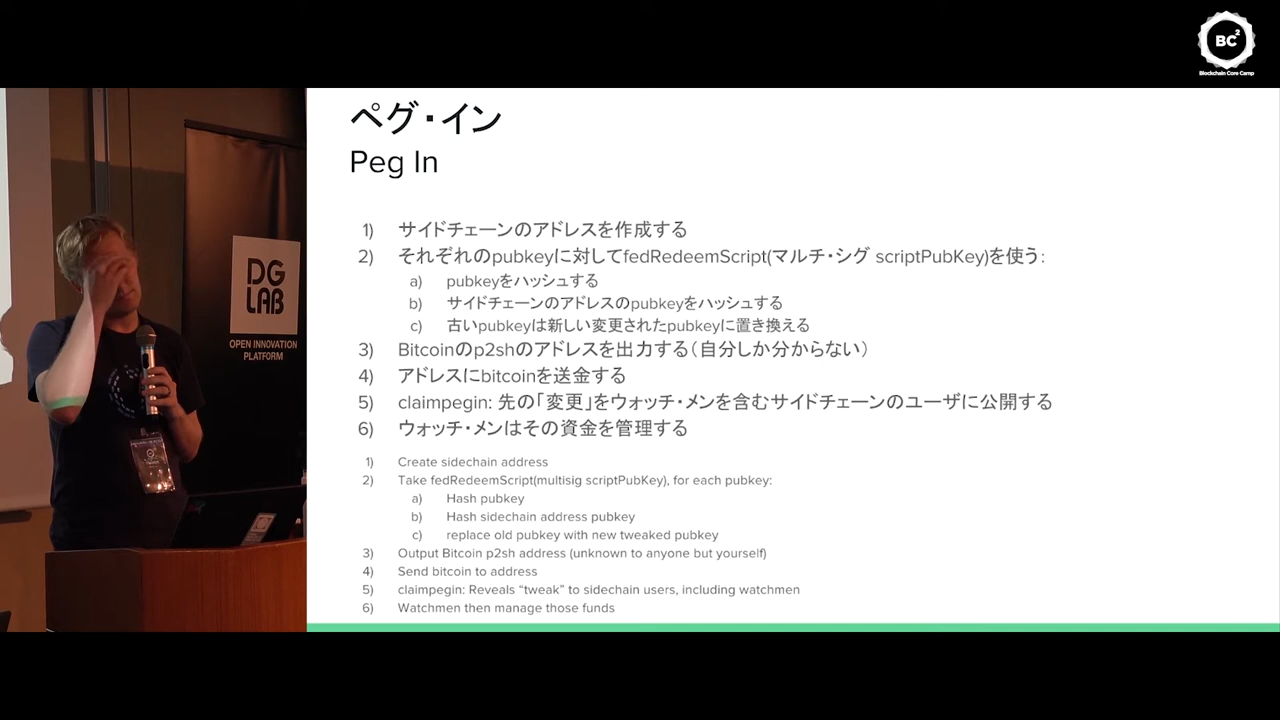 BC2
Blockchain Core Camp
DG
LAB
OPEN INNOVATION
PLATFORM
ペグ・イン
Peg In
1) サイドチェーンのアドレスを作成する
2) それぞれのpubkeyに対してfedRedeemScript(マルチ・シグ scriptPubKey)を使う:
a) pubkeyをハッシュする
b) サイドチェーンのアドレスのpubkeyをハッシュする
c) 古いpubkeyは新しい変更されたpubkeyに置き換える
3) Bitcoinのp2shのアドレスを出力する（自分しか分からない）
4) アドレスにbitcoinを送金する
5) claimpegin: 先の「変更」をウォッチ・メンを含むサイドチェーンのユーザに公開する
6) ウォッチ・メンはその資金を管理する
1) Create sidechain address
2) Take fedRedeemScript(multisig scriptPubKey), for each pubkey:
a) Hash pubkey
b) Hash sidechain address pubkey
c) replace old pubkey with new tweaked pubkey
3) Output Bitcoin p2sh address (unknown to anyone but yourself)
4) Send bitcoin to address
5) claimpegin: Reveals “tweak” to sidechain users, including watchmen
6) Watchmen then manage those funds